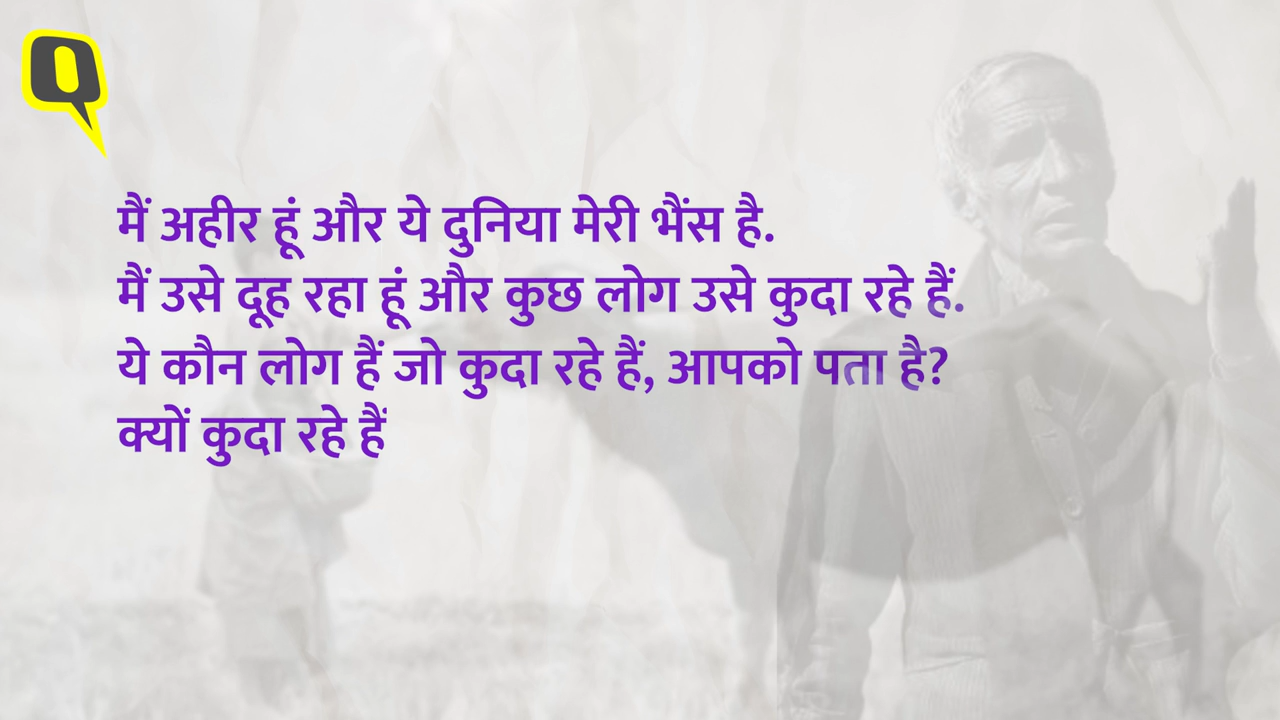 मैं अहीर हूं और ये दुनिया मेरी भैंस है.
मैं उसे दूह रहा हूं और कुछ लोग उसे कुदा रहे हैं.
ये कौन लोग हैं जो कुदा रहे हैं, आपको पता है?
क्यों कुदा रहे हैं